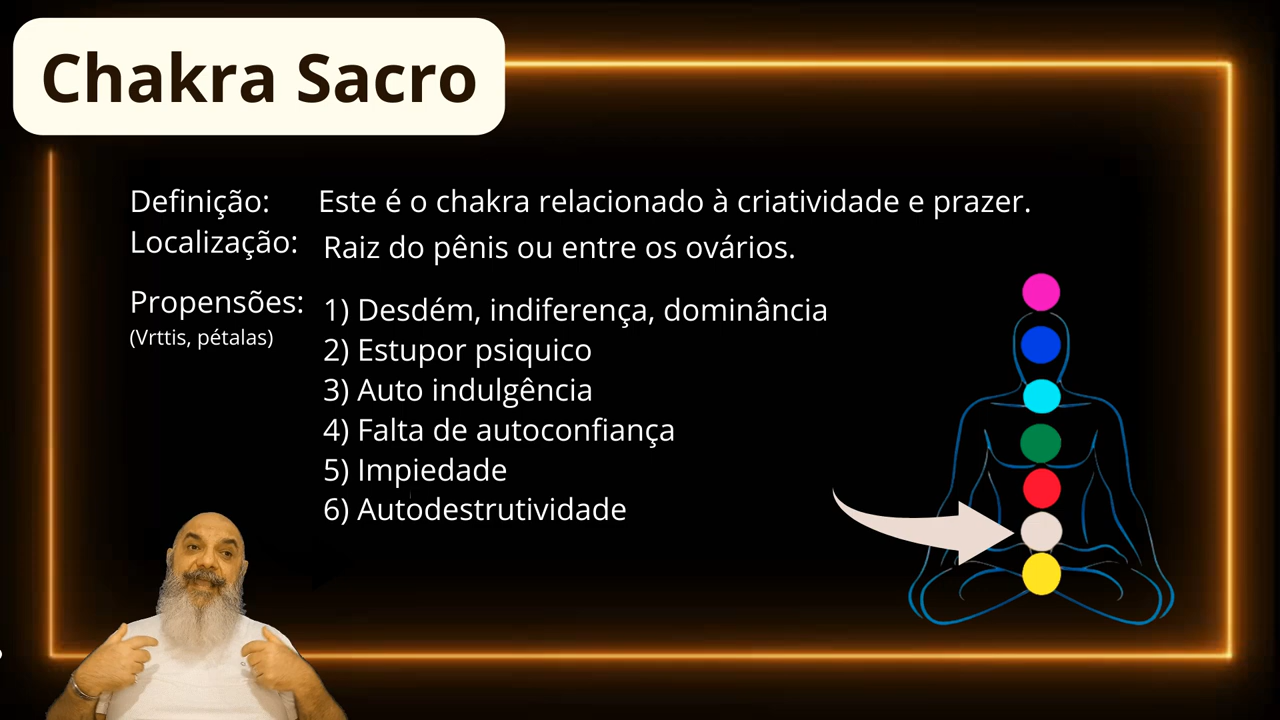 Chakra Sacro
Definição: Este é o chakra relacionado à criatividade e prazer.
Localização: Raiz do pênis ou entre os ovários.
Propensões:
(Vrttis, pétalas)
1) Desdém, indiferença, dominância
2) Estupor psiquico
3) Auto indulgência
4) Falta de autoconfiança
5) Impiedade
6) Autodestrutividade